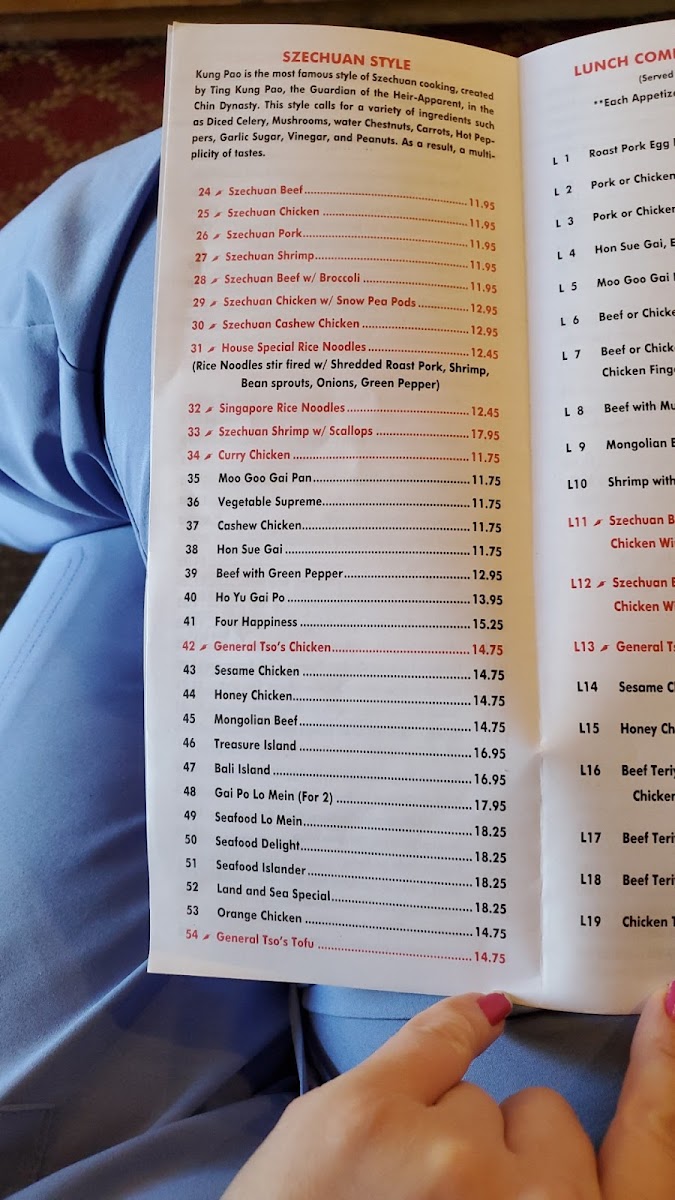 SZECHUAN STYLE
Kung Pao is the most famous style of Szechuan cooking, created
by Ting Kung Pao, the Guardian of the Heir-Apparent, in the
Chin Dynasty. This style calls for a variety of ingredients such
as Diced Celery, Mushrooms, water Chestnuts, Carrots, Hot Pep-
pers, Garlic Sugar, Vinegar, and Peanuts. As a result, a multi-
plicity of tastes.
24 Szechuan Beef 11.95
25 Szechuan Chicken 11.95
26 Szechuan Pork 11.95
27 Szechuan Shrimp 11.95
28 Szechuan Beef w/ Broccoli 11.95
29 Szechuan Chicken w/ Snow Pea Pods 12.95
30 Szechuan Cashew Chicken 12.95
31 House Special Rice Noodles 12.45
(Rice Noodles stir fired w/ Shredded Roast Pork, Shrimp,
Bean sprouts, Onions, Green Pepper)
32 Singapore Rice Noodles 12.45
33 Szechuan Shrimp w/ Scallops 17.95
34 Curry Chicken 11.75
35 Moo Goo Gai Pan 11.75
36 Vegetable Supreme 11.75
37 Cashew Chicken 11.75
38 Hon Sue Gai 11.75
39 Beef with Green Pepper 12.95
40 Ho Yu Gai Po 13.95
41 Four Happiness 15.25
42 General Tso's Chicken 14.75
43 Sesame Chicken 14.75
44 Honey Chicken 14.75
45 Mongolian Beef 14.75
46 Treasure Island 16.95
47 Bali Island 16.95
48 Gai Po Lo Mein (For 2) 17.95
49 Seafood Lo Mein 18.25
50 Seafood Delight 18.25
51 Seafood Islander 18.25
52 Land and Sea Special 18.25
53 Orange Chicken 14.75
54 General Tso's Tofu 14.75
LUNCH COM
(Served
**Each Appetiz
L 1 Roast Pork Egg
L 2 Pork or Chicken
L 3 Pork or Chicken
L 4 Hon Sue Gai,
L 5 Moo Goo Gai
L 6 Beef or Chick
L 7 Beef or Chick
Chicken Fing
L 8 Beef with Mu
L 9 Mongolian
L10 Shrimp with
L11 Szechuan B
Chicken Wi
L12 Szechuan
Chicken W
L13 General Ts
L14 Sesame C
L15 Honey Ch
L16 Beef Teri
Chicken
L17 Beef Teri
L18 Beef Teri
L19 Chicken T